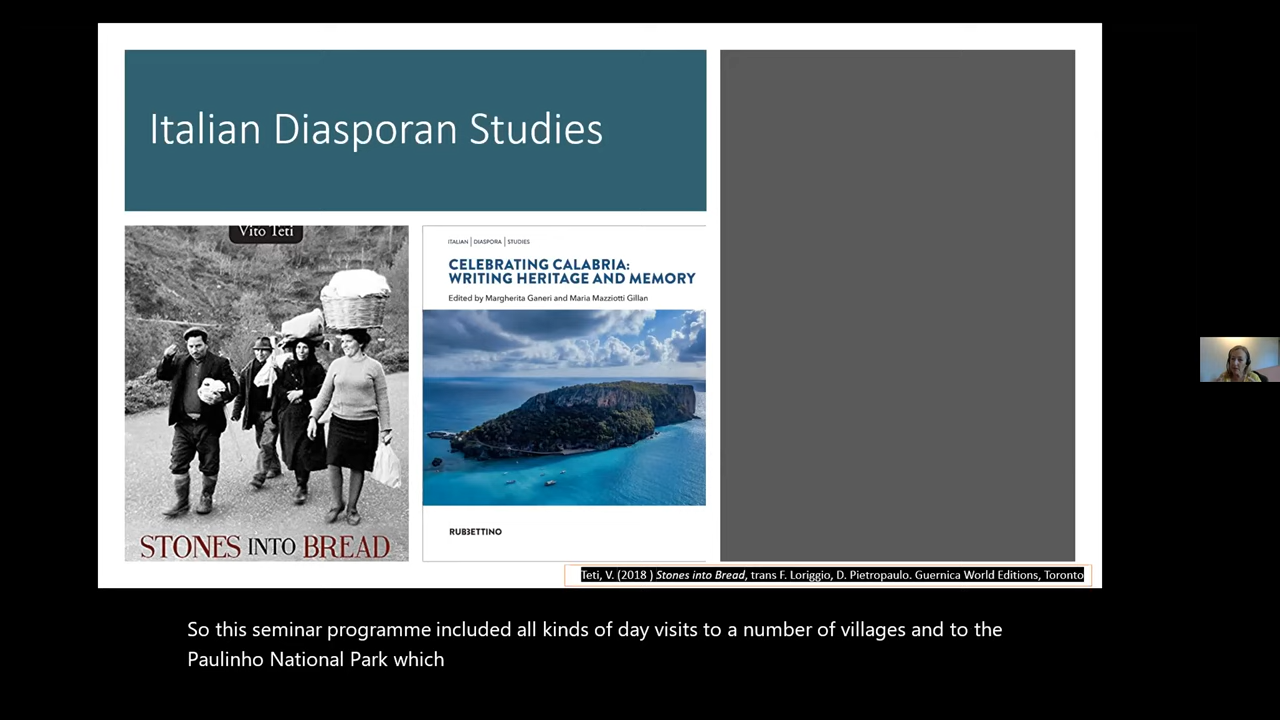 Italian Diasporan Studies
Vito Teti
STONES INTO BREAD
ITALIAN | DIASPORA | STUDIES
CELEBRATING CALABRIA:
WRITING HERITAGE AND MEMORY
Edited by Margherita Ganeri and Maria Mazziotti Gillan
RUBBETTINO
Teti, V. (2018 ) Stones into Bread, trans F. Loriggio, D. Pietropaulo. Guernica World Editions, Toronto
So this seminar programme included all kinds of day visits to a number of villages and to the
Paulinho National Park which